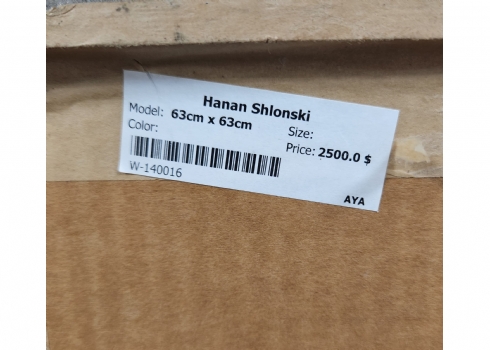 Hanan Shlonski
Model: 63cm x 63cm
Size:
Color:
Price: 2500.0 $
W-140016
AYA